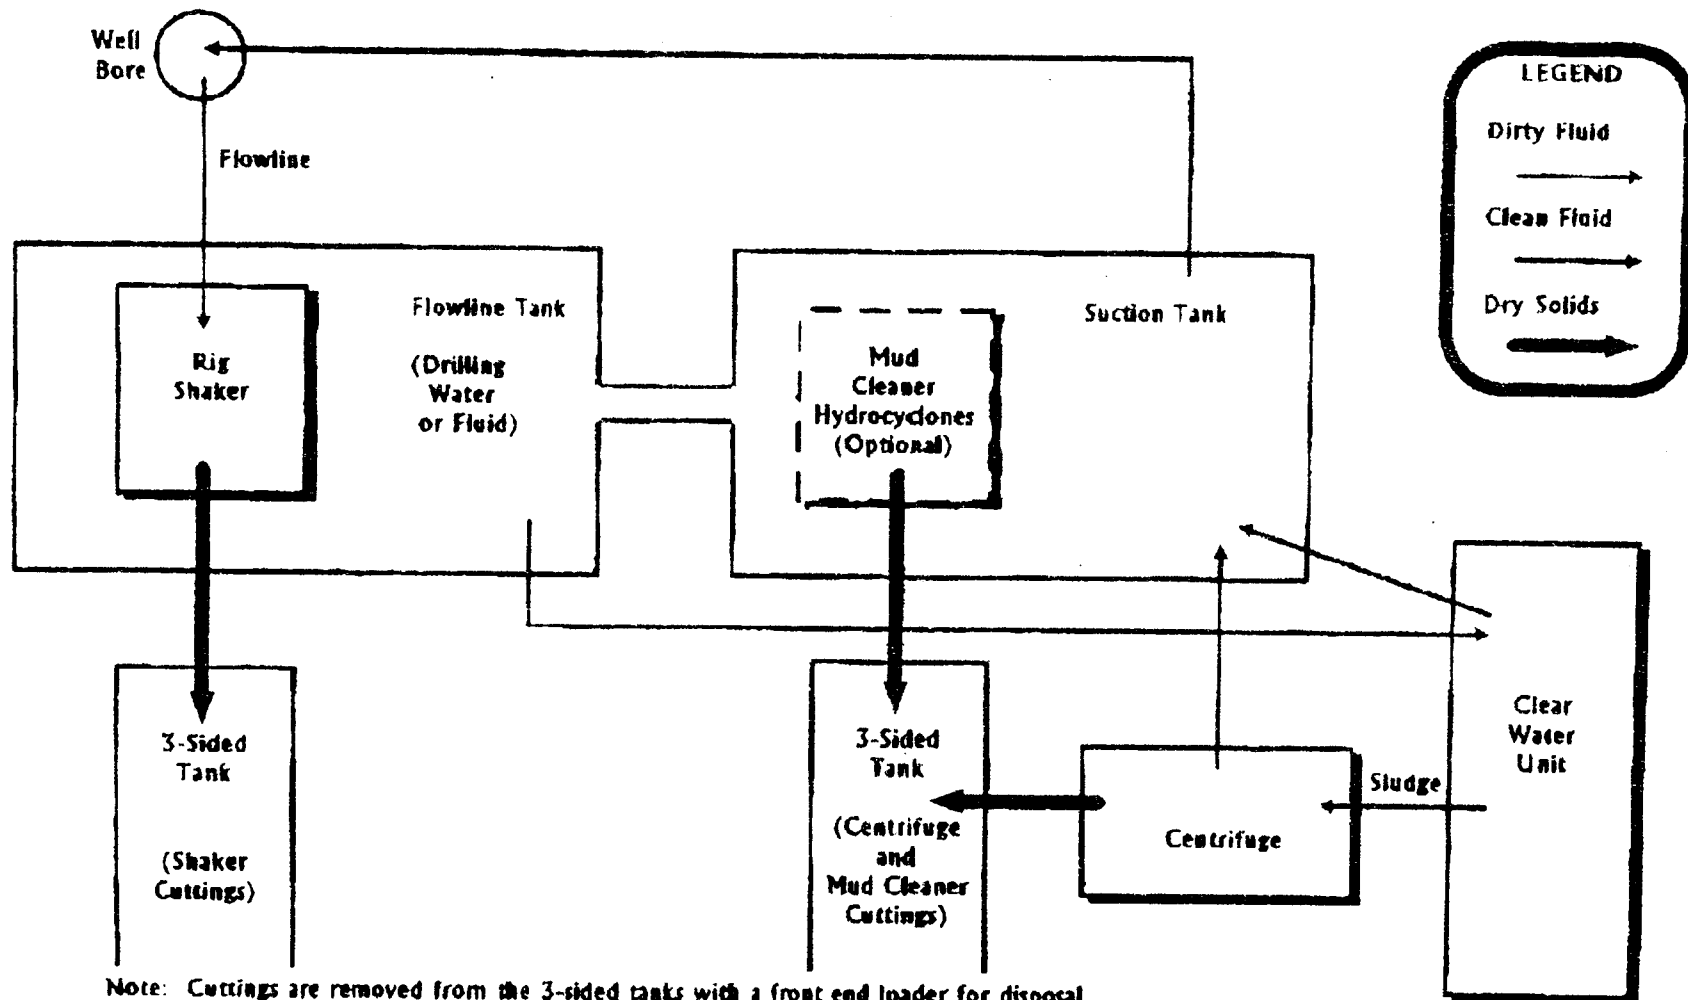 Well
Bore
Flowline
LEGEND
Dirty Fluid
Clean Fluid
Dry Solids
Flowline Tank
(Drilling
Water
or Fluid)
Rig
Shaker
Suction Tank
Mud
Cleaner
Hydrocyclones
(Optional)
3-Sided
Tank
(Shaker
Cuttings)
3-Sided
Tank
(Centrifuge
and
Mud Cleaner
Cuttings)
Centrifuge
Sludge
Clear
Water
Unit
Note: Cuttings are removed from the 3-sided tanks with a front end loader for disposal